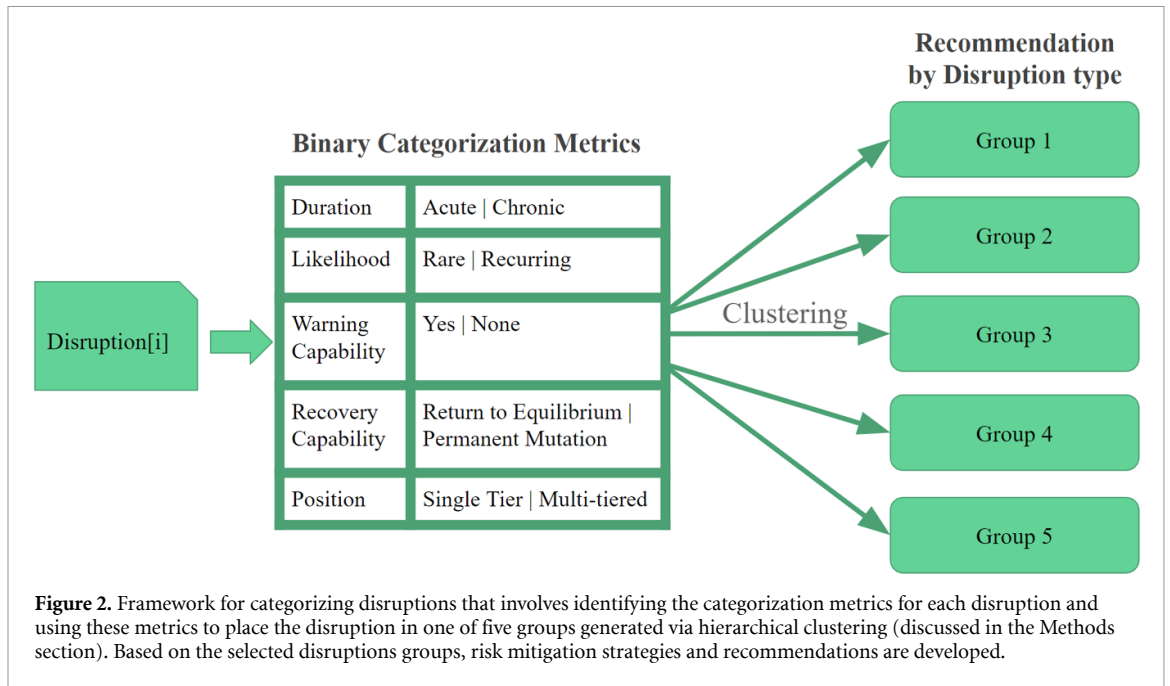 Recommendation
by Disruption type
Binary Categorization Metrics
Disruption[i]
Duration
Acute | Chronic
Likelihood
Rare | Recurring
Warning
Capability
Yes | None
Recovery
Capability
Return to Equilibrium |
Permanent Mutation
Position
Single Tier | Multi-tiered
Clustering
Group 1
Group 2
Group 3
Group 4
Group 5
Figure 2. Framework for categorizing disruptions that involves identifying the categorization metrics for each disruption and
using these metrics to place the disruption in one of five groups generated via hierarchical clustering (discussed in the Methods
section). Based on the selected disruptions groups, risk mitigation strategies and recommendations are developed.